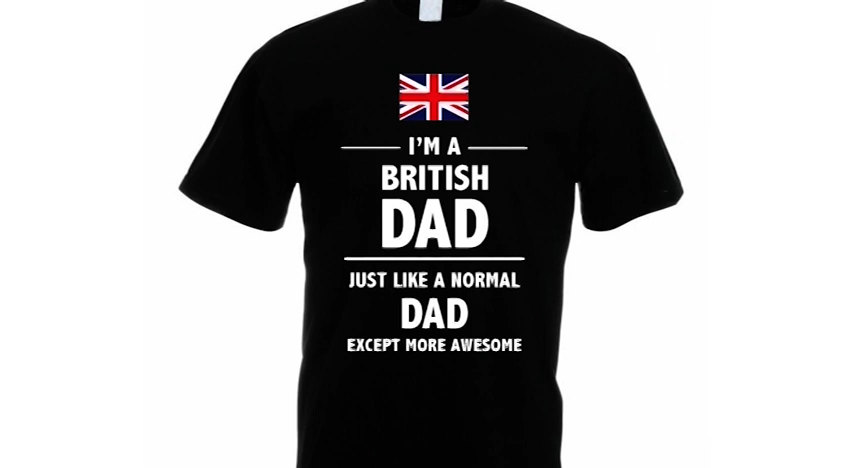 I'M A
BRITISH
DAD
JUST LIKE A NORMAL
DAD
EXCEPT MORE AWESOME